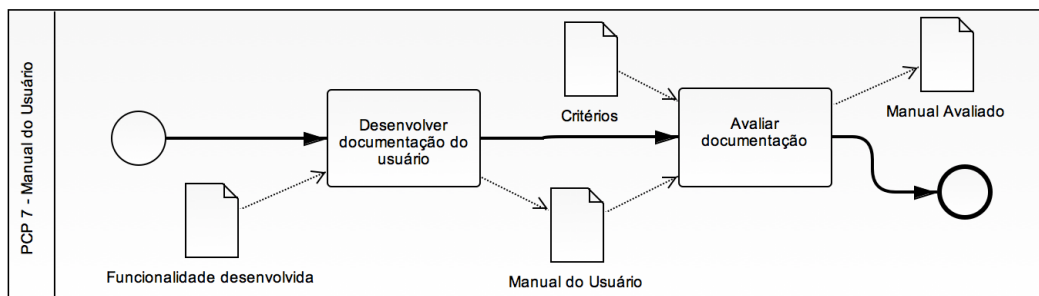 PCP 7 - Manual do Usuário
Desenvolver
documentação do
usuário
Funcionalidade desenvolvida
Manual do Usuário
Critérios
Avaliar
documentação
Manual Avaliado